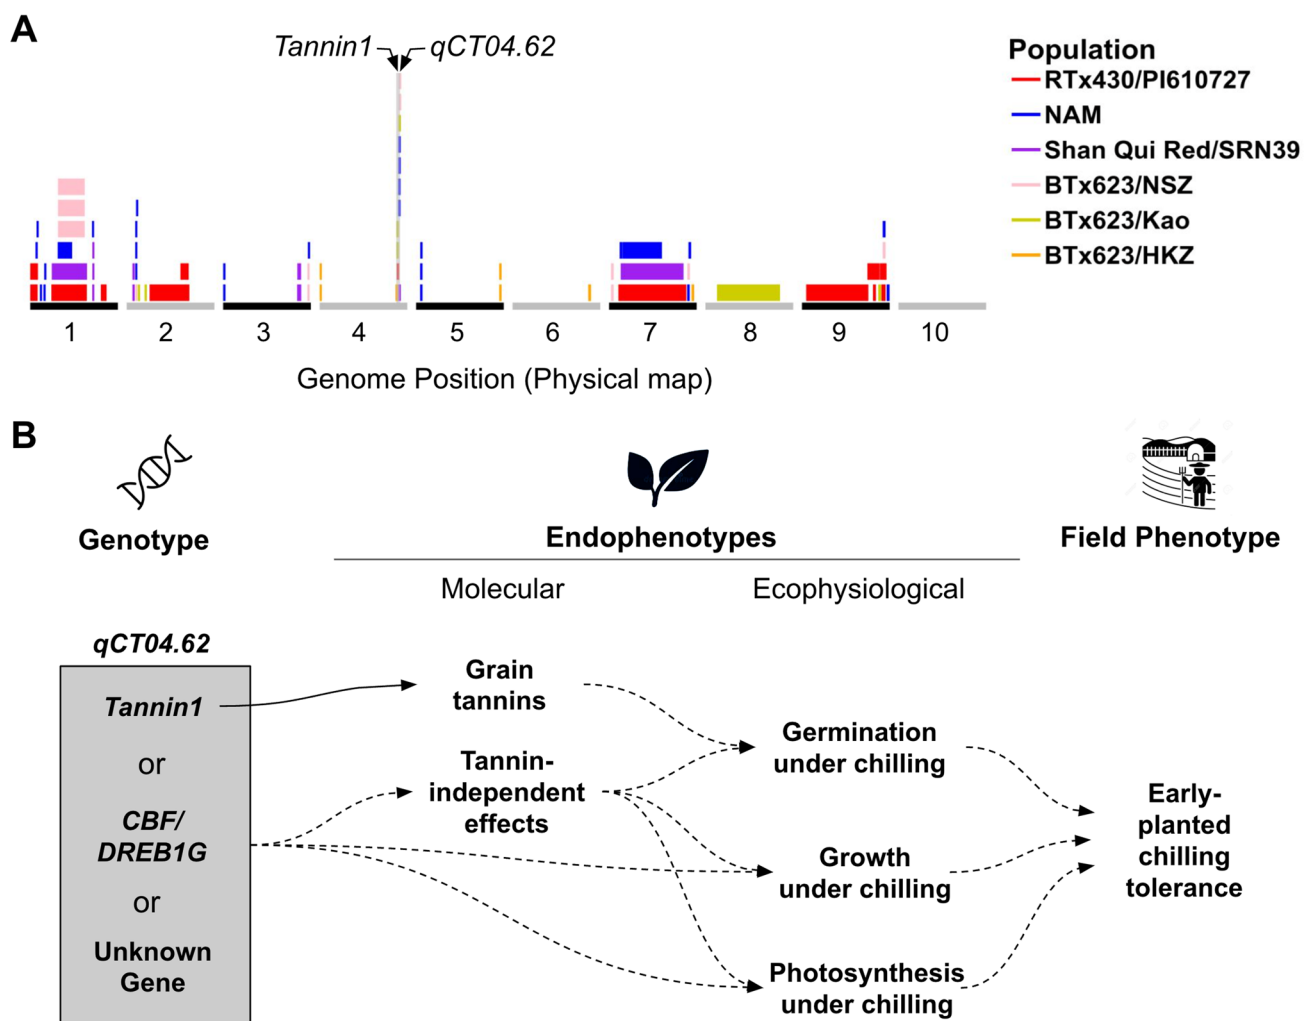 A
Tannin1
qCT04.62
Population
RTx430/PI610727
NAM
Shan Qui Red/SRN39
BTx623/NSZ
BTx623/Kao
BTx623/HKZ
1 2 3 4 5 6 7 8 9 10
Genome Position (Physical map)
B
Genotype
Endophenotypes
Field Phenotype
Molecular
Ecophysiological
qCT04.62
Tannin1
or
CBF/
DREB1G
or
Unknown
Gene
Grain
tannins
Tannin-
independent
effects
Germination
under chilling
Growth
under chilling
Photosynthesis
under chilling
Early-
planted
chilling
tolerance